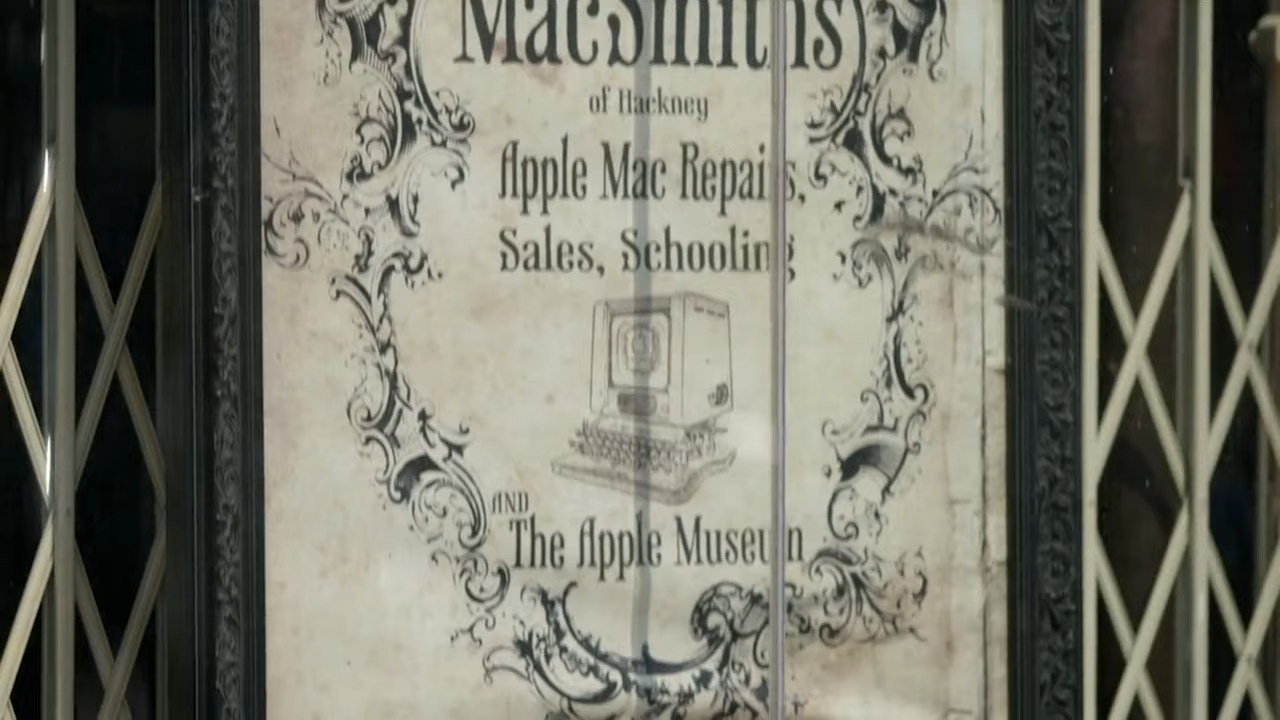 MacSmiths
of Hackney
Apple Mac Repairs,
Sales, Schooling
AND
The Apple Museum